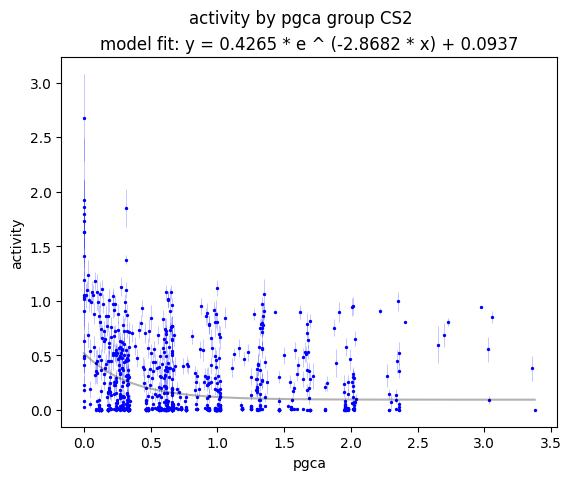 activity by pgca group CS2
model fit: y = 0.4265 * e ^ (-2.8682 * x) + 0.0937
3.0
2.5
2.0
1.5
1.0
0.5
0.0
activity
0.0 0.5 1.0 1.5 2.0 2.5 3.0 3.5
pgca